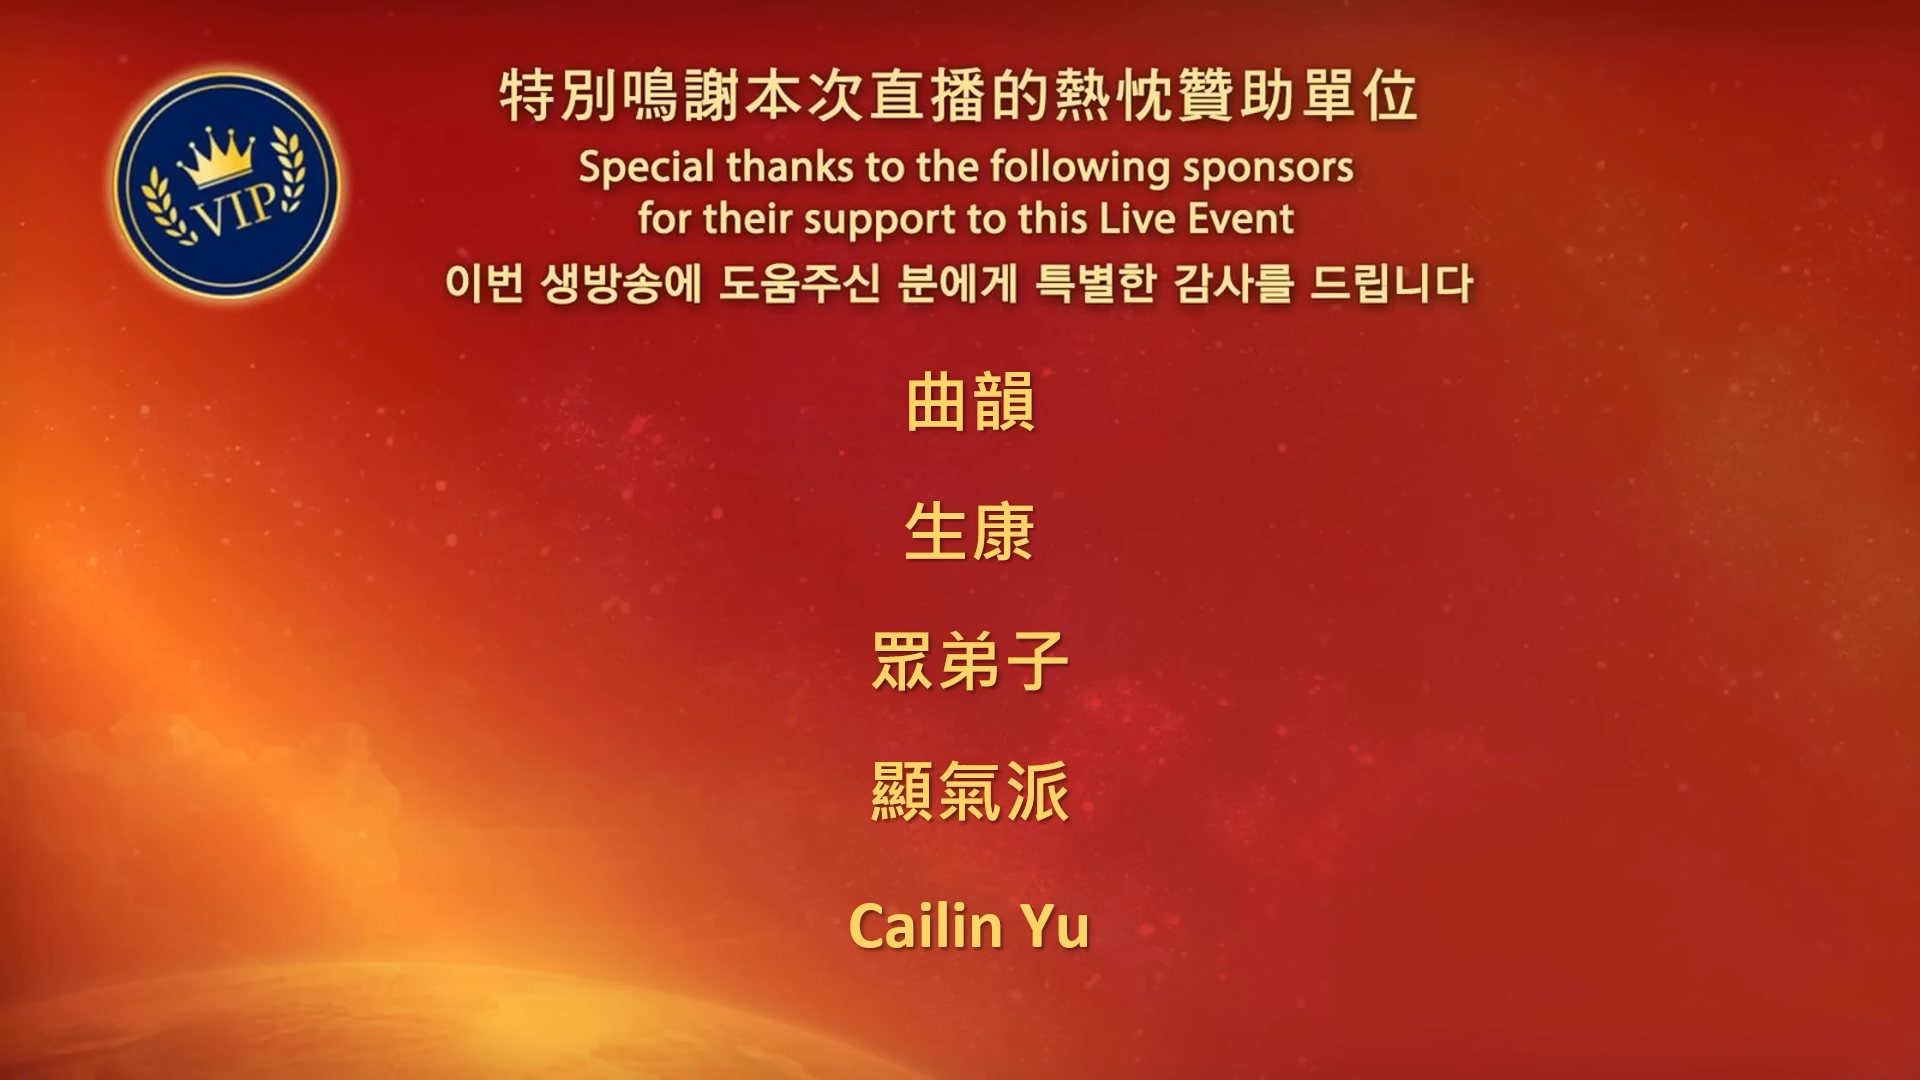 VIP
特別鳴謝本次直播的熱忱贊助單位
Special thanks to the following sponsors
for their support to this Live Event
이번 생방송에 도움주신 분에게 특별한 감사를 드립니다
曲韻
生康
眾弟子
顯氣派
Cailin Yu